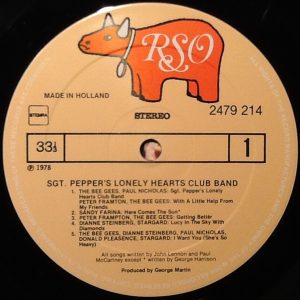 RSO
MADE IN HOLLAND
STEREO
STEMRA
2479 214
33⅓
1
℗ 1978
SGT. PEPPER'S LONELY HEARTS CLUB BAND
1. THE BEE GEES, PAUL NICHOLAS: Sgt. Pepper's Lonely
Hearts Club Band
PETER FRAMPTON, THE BEE GEES: With A Little Help From
My Friends
2. SANDY FARINA: Here Comes The Sun*
3. PETER FRAMPTON, THE BEE GEES: Getting Better
4. DIANNE STEINBERG, STARGARD: Lucy In The Sky With
Diamonds
5. THE BEE GEES, DIANNE STEINBERG, PAUL NICHOLAS,
DONALD PLEASENCE, STARGARD: I Want You (She's So
Heavy)
All songs written by John Lennon and Paul
McCartney except * written by George Harrison
Produced by George Martin